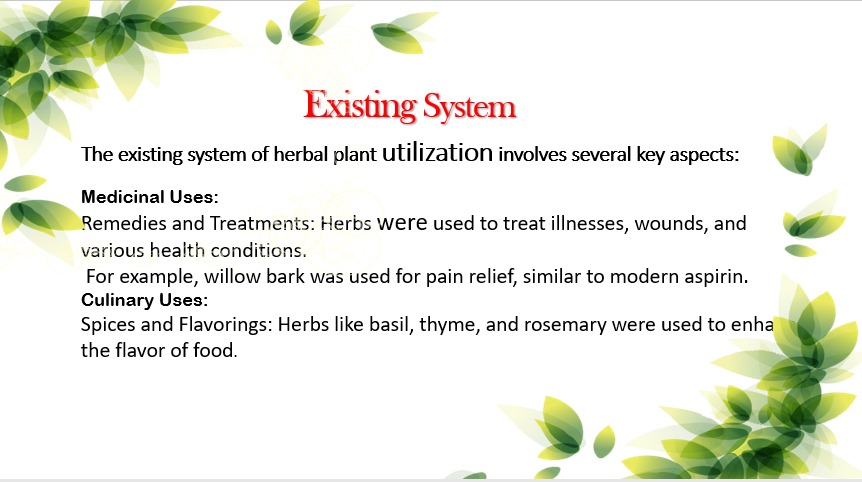 Existing System
The existing system of herbal plant utilization involves several key aspects:
Medicinal Uses:
Remedies and Treatments: Herbs were used to treat illnesses, wounds, and
various health conditions.
For example, willow bark was used for pain relief, similar to modern aspirin.
Culinary Uses:
Spices and Flavorings: Herbs like basil, thyme, and rosemary were used to enha
the flavor of food.